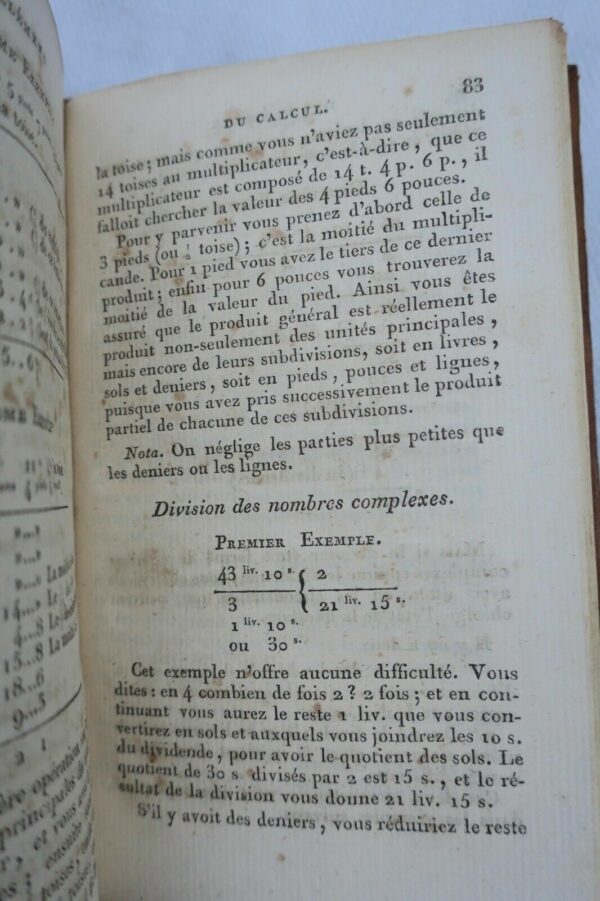 83
DU CALCUL.
la toise ; mais comme vous n'aviez pas seulement
14 toises au multiplicateur, c'est-à-dire, que ce
multiplicateur est composé de 14 t. 4 p. 6 p., il
falloit chercher la valeur des 4 pieds 6 pouces.
Pour y parvenir vous prenez d'abord celle de
3 pieds (ou ½ toise) ; c'est la moitié du multipli-
cande. Pour 1 pied vous avez le tiers de ce dernier
produit ; enfin pour 6 pouces vous trouverez la
moitié de la valeur du pied. Ainsi vous êtes
assuré que le produit général est réellement le
produit non-seulement des unités principales,
mais encore de leurs subdivisions, soit en livres,
sols et deniers, soit en pieds, pouces et lignes,
puisque vous avez pris successivement le produit
partiel de chacune de ces subdivisions.
Nota. On néglige les parties plus petites que
les deniers ou les lignes.
Division des nombres complexes.
PREMIER EXEMPLE.
43 liv. 10 s. { 2
3 21 liv. 15 s.
1 liv. 10 s.
ou 30 s.
Cet exemple n'offre aucune difficulté. Vous
dites : en 4 combien de fois 2 ? 2 fois ; et en con-
tinuant vous aurez le reste 1 liv. que vous con-
vertirez en sols et auxquels vous joindrez les 10 s.
du dividende, pour avoir le quotient des sols. Le
quotient de 30 s. divisés par 2 est 15 s., et le ré-
sultat de la division vous donne 21 liv. 15 s.
S'il y avoit des deniers, vous réduiriez le reste